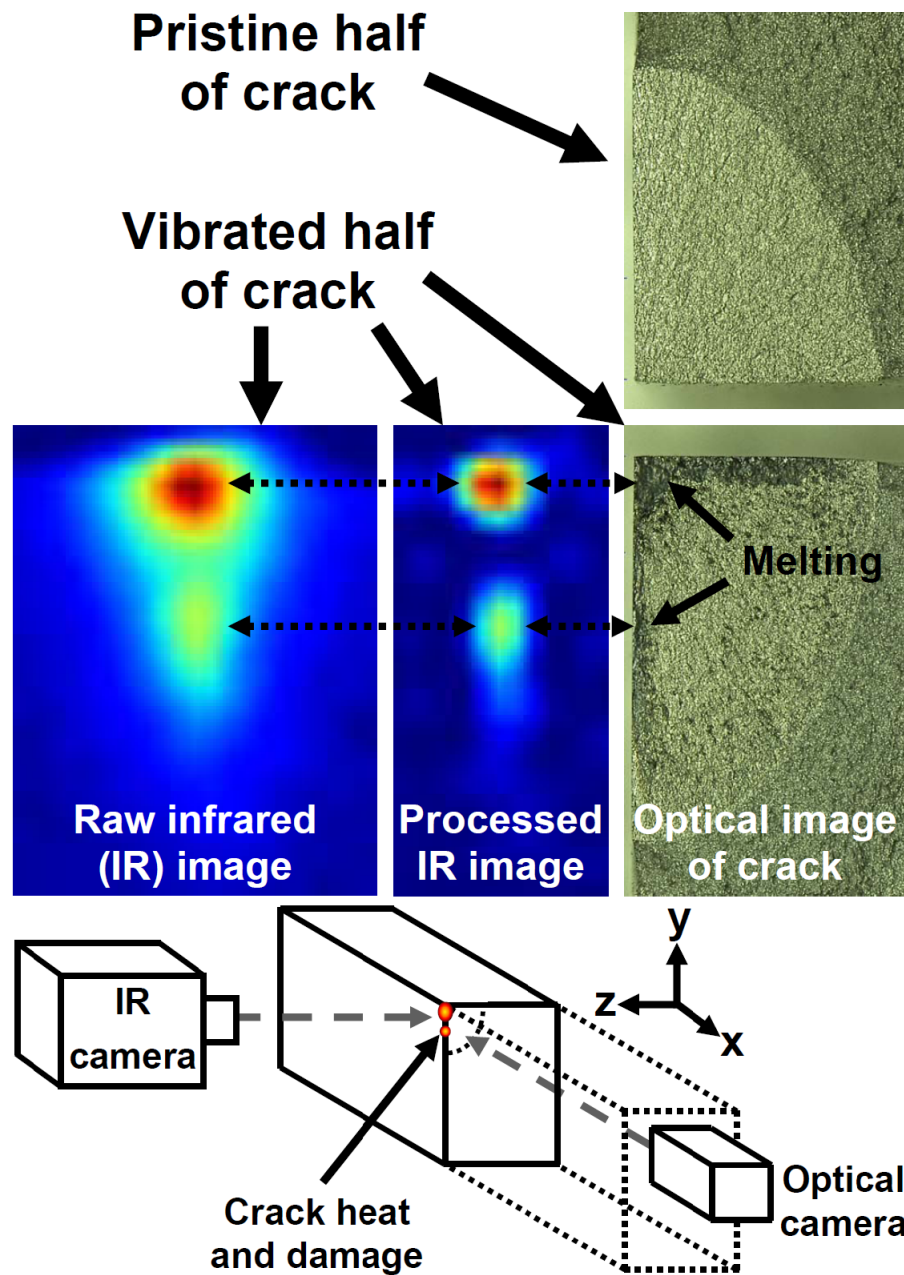 Pristine half
of crack
Vibrated half
of crack
Melting
Raw infrared
(IR) image
Processed
IR image
Optical image
of crack
IR
camera
y
z
x
Crack heat
and damage
Optical
camera